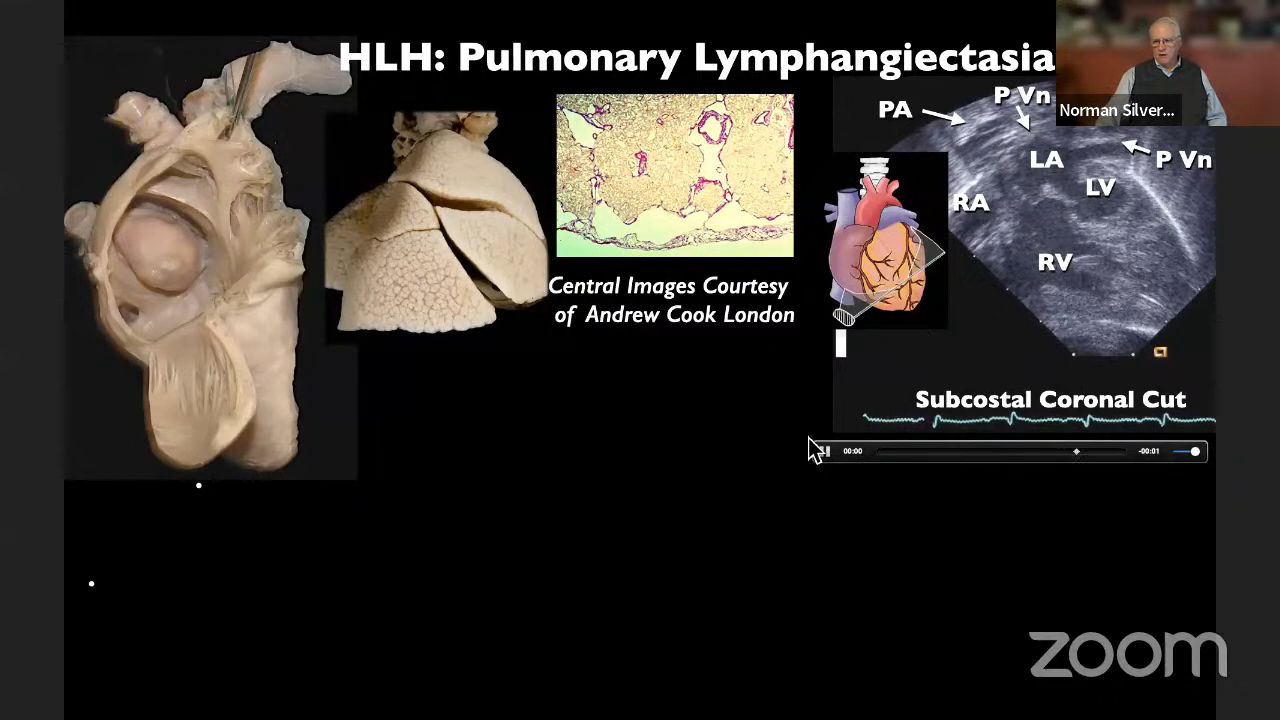 HLH: Pulmonary Lymphangiectasia
Norman Silver...
PA
P Vn
LA
P Vn
LV
RA
RV
Central Images Courtesy
of Andrew Cook London
Subcostal Coronal Cut
00:00
-00:01
zoom